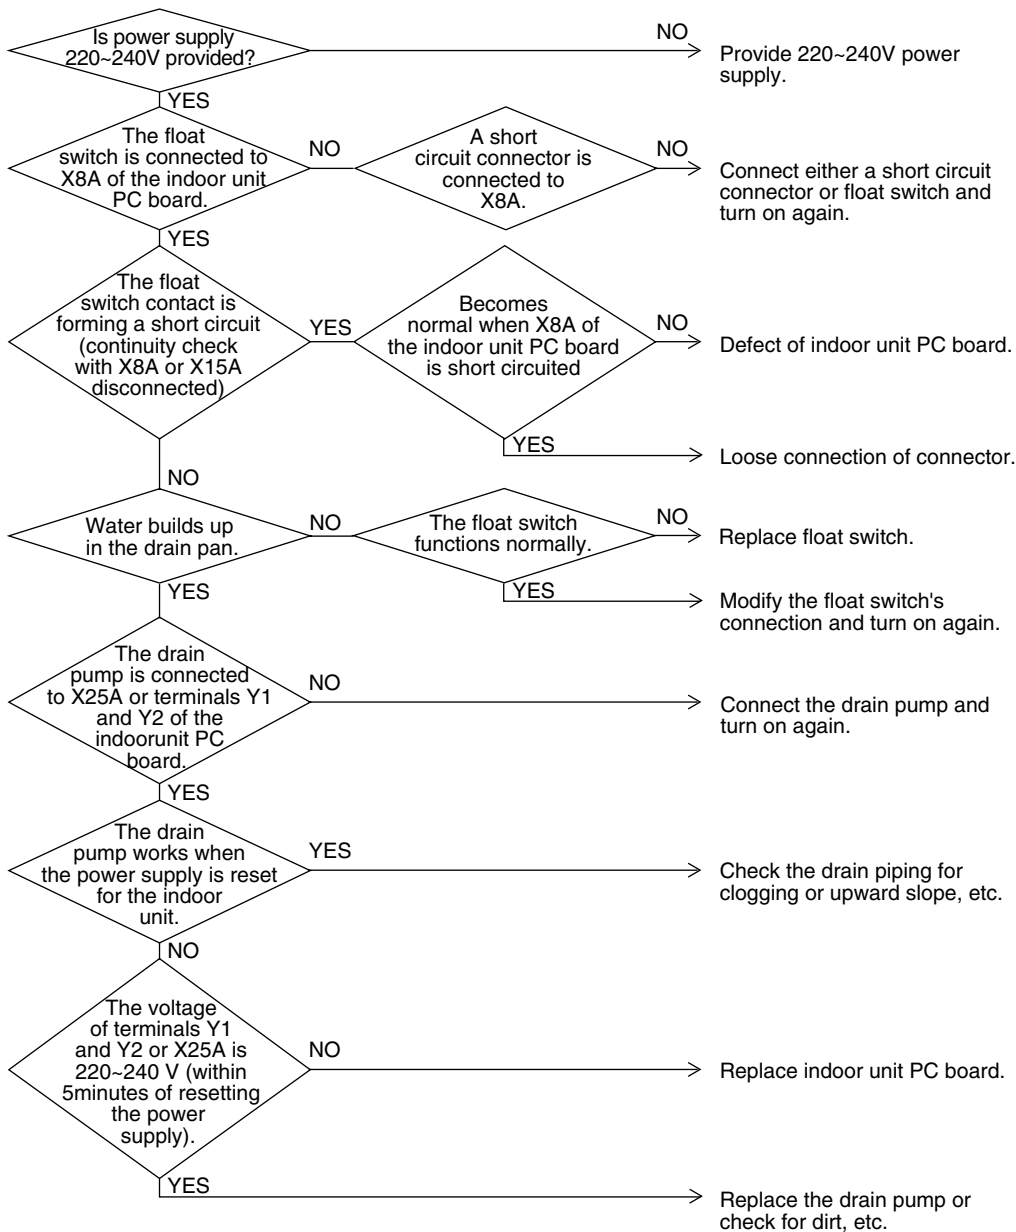 Is power supply
220~240V provided?
NO
Provide 220~240V power
supply.
YES
The float
switch is connected to
X8A of the indoor unit
PC board.
NO
A short
circuit connector is
connected to
X8A.
NO
Connect either a short circuit
connector or float switch and
turn on again.
YES
The float
switch contact is
forming a short circuit
(continuity check
with X8A or X15A
disconnected)
YES
Becomes
normal when X8A of
the indoor unit PC board
is short circuited
NO
Defect of indoor unit PC board.
YES
Loose connection of connector.
NO
Water builds up
in the drain pan.
NO
The float switch
functions normally.
NO
Replace float switch.
YES
YES
Modify the float switch's
connection and turn on again.
The drain
pump is connected
to X25A or terminals Y1
and Y2 of the
indoorunit PC
board.
NO
Connect the drain pump and
turn on again.
YES
The drain
pump works when
the power supply is reset
for the indoor
unit.
YES
Check the drain piping for
clogging or upward slope, etc.
NO
The voltage
of terminals Y1
and Y2 or X25A is
220~240 V (within
5minutes of resetting
the power
supply).
NO
Replace indoor unit PC board.
YES
Replace the drain pump or
check for dirt, etc.